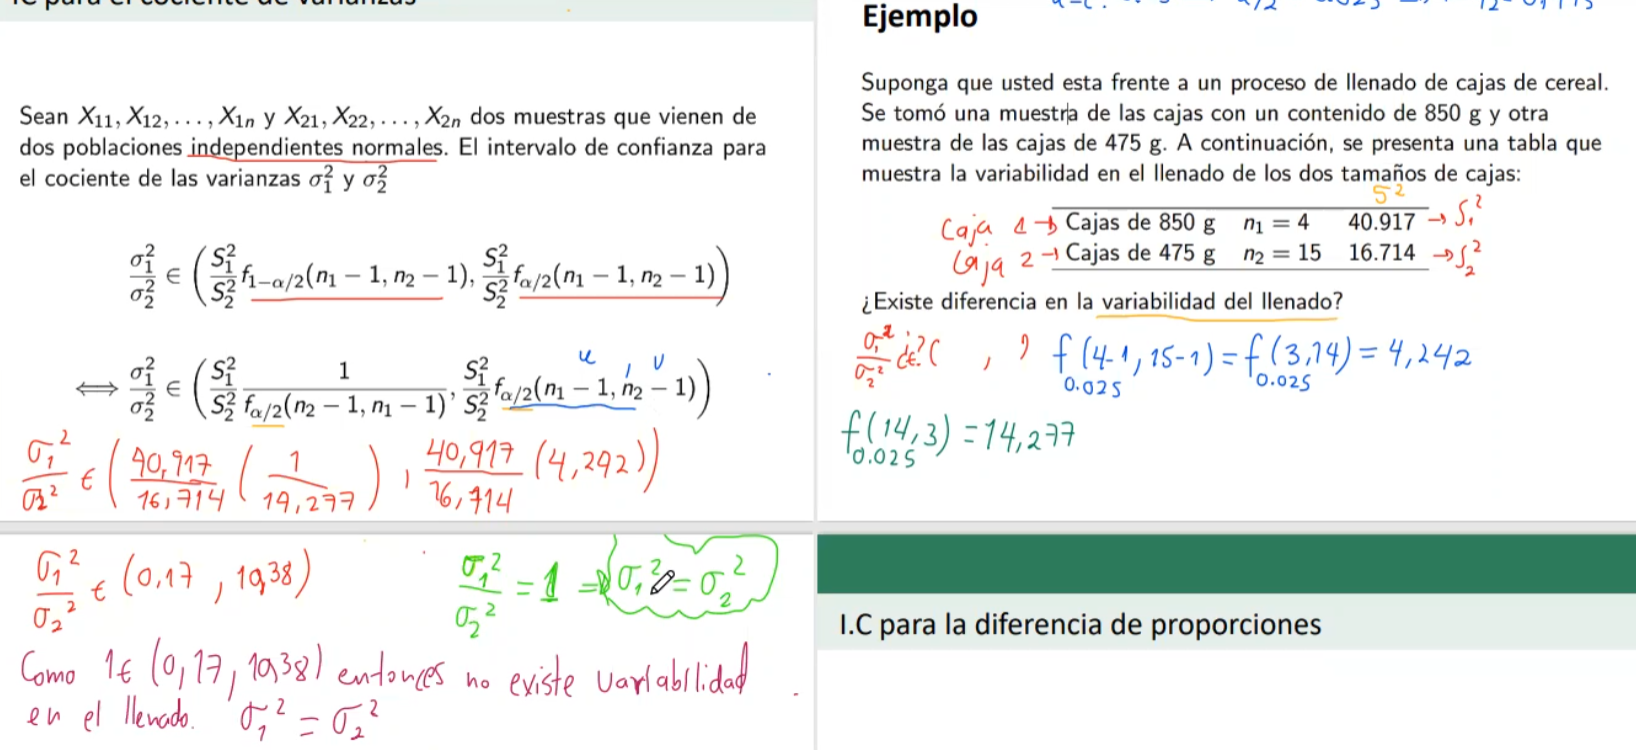 IC para el cociente de varianzas
Sean X₁₁, X₁₂, . . . , X₁ₙ y X₂₁, X₂₂, . . . , X₂ₙ dos muestras que vienen de
dos poblaciones independientes normales. El intervalo de confianza para
el cociente de las varianzas σ₁² y σ₂²
σ₁²/σ₂² ∈ ( S₁²/S₂² f₁₋α/₂(n₁ − 1, n₂ − 1), S₁²/S₂² fα/₂(n₁ − 1, n₂ − 1) )
u , v
⟺ σ₁²/σ₂² ∈ ( S₁²/S₂² 1/fα/₂(n₂ − 1, n₁ − 1), S₁²/S₂² fα/₂(n₁ − 1, n₂ − 1) )
σ₁²/σ₂² ∈ ( 40,917/16,714 ( 1/14,277 ) , 40,917/16,714 (4,242) )
σ₁²/σ₂² ∈ (0,17 , 10,38)
σ₁²/σ₂² = 1 ⇒ σ₁² = σ₂²
Como 1 ∈ (0,17, 10,38) entonces no existe variabilidad
en el llenado. σ₁² = σ₂²
Ejemplo
Suponga que usted esta frente a un proceso de llenado de cajas de cereal.
Se tomó una muestra de las cajas con un contenido de 850 g y otra
muestra de las cajas de 475 g. A continuación, se presenta una tabla que
muestra la variabilidad en el llenado de los dos tamaños de cajas:
S²
Caja 1 → Cajas de 850 g n₁ = 4 40.917 → S₁²
Caja 2 → Cajas de 475 g n₂ = 15 16.714 → S₂²
¿Existe diferencia en la variabilidad del llenado?
σ₁²/σ₂² ¿∈? ( , ) f₀.₀₂₅(4-1, 15-1) = f₀.₀₂₅(3,14) = 4,242
f₀.₀₂₅(14,3) = 14,277
I.C para la diferencia de proporciones